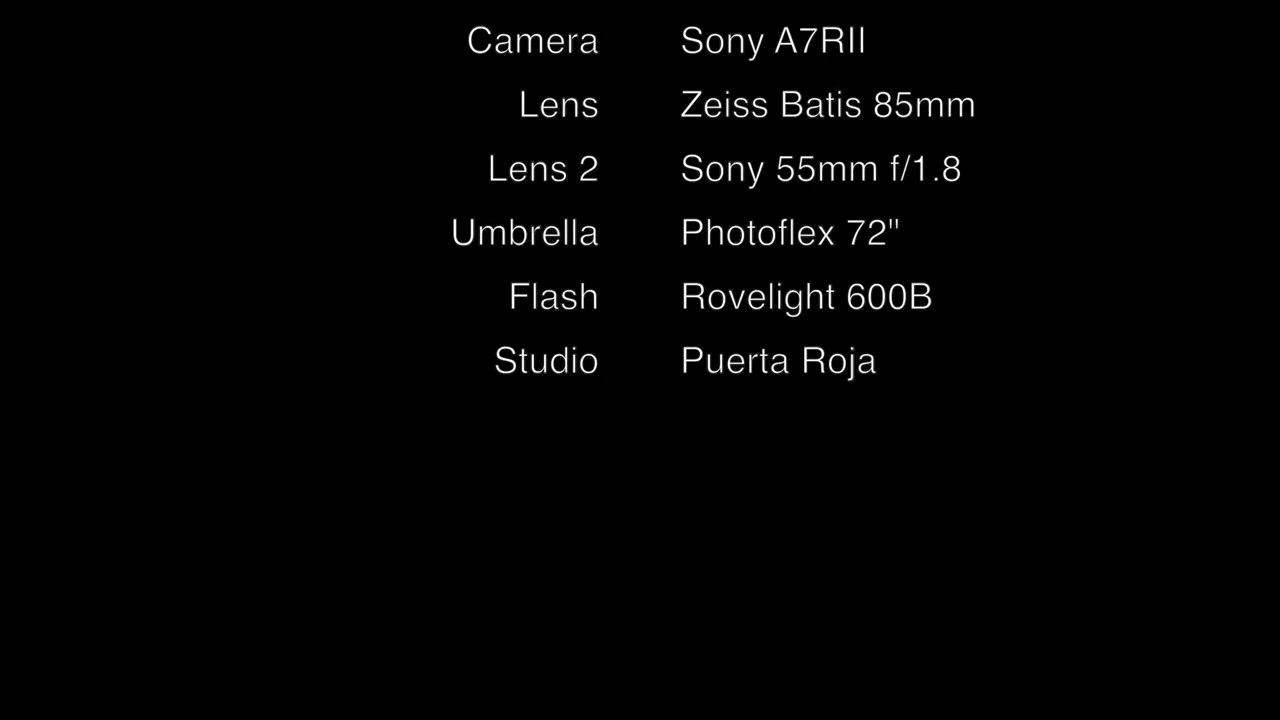 Camera Sony A7RII
Lens Zeiss Batis 85mm
Lens 2 Sony 55mm f/1.8
Umbrella Photoflex 72"
Flash Rovelight 600B
Studio Puerta Roja